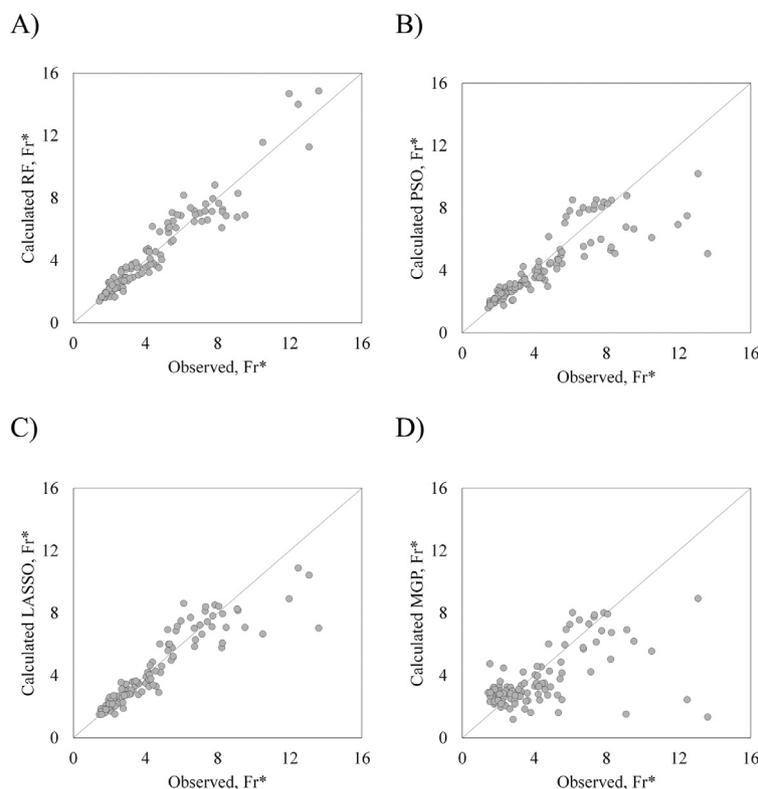 A)
B)
16
12
8
4
0
Calculated RF, Fr*
0 4 8 12 16
Observed, Fr*
16
12
8
4
0
Calculated PSO, Fr*
0 4 8 12 16
Observed, Fr*
C)
D)
16
12
8
4
0
Calculated LASSO, Fr*
0 4 8 12 16
Observed, Fr*
16
12
8
4
0
Calculated MGP, Fr*
0 4 8 12 16
Observed, Fr*